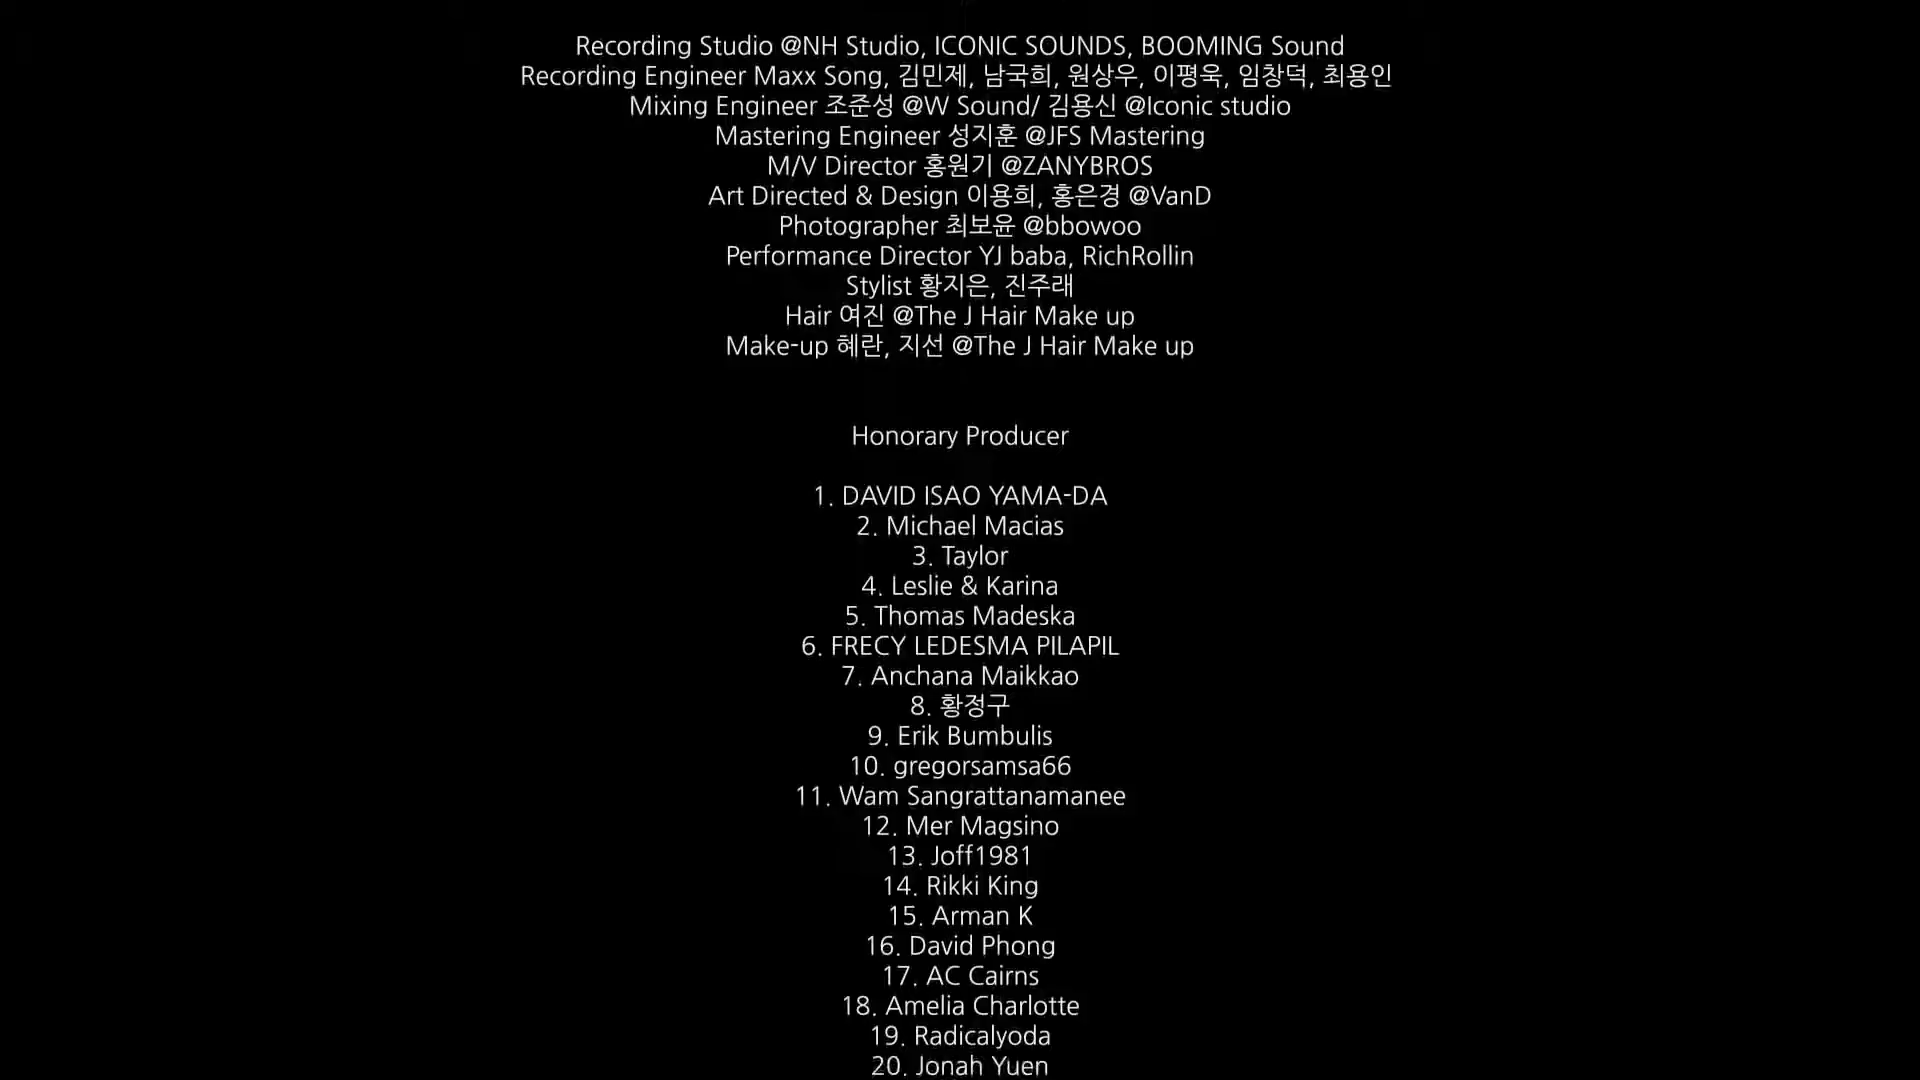 Recording Studio @NH Studio, ICONIC SOUNDS, BOOMING Sound
Recording Engineer Maxx Song, 김민제, 남국희, 원상우, 이평욱, 임창덕, 최용인
Mixing Engineer 조준성 @W Sound/ 김용신 @Iconic studio
Mastering Engineer 성지훈 @JFS Mastering
M/V Director 홍원기 @ZANYBROS
Art Directed & Design 이용희, 홍은경 @VanD
Photographer 최보윤 @bbowoo
Performance Director YJ baba, RichRollin
Stylist 황지은, 진주래
Hair 여진 @The J Hair Make up
Make-up 혜란, 지선 @The J Hair Make up
Honorary Producer
1. DAVID ISAO YAMA-DA
2. Michael Macias
3. Taylor
4. Leslie & Karina
5. Thomas Madeska
6. FRECY LEDESMA PILAPIL
7. Anchana Maikkao
8. 황정구
9. Erik Bumbulis
10. gregorsamsa66
11. Wam Sangrattanamanee
12. Mer Magsino
13. Joff1981
14. Rikki King
15. Arman K
16. David Phong
17. AC Cairns
18. Amelia Charlotte
19. Radicalyoda
20. Jonah Yuen